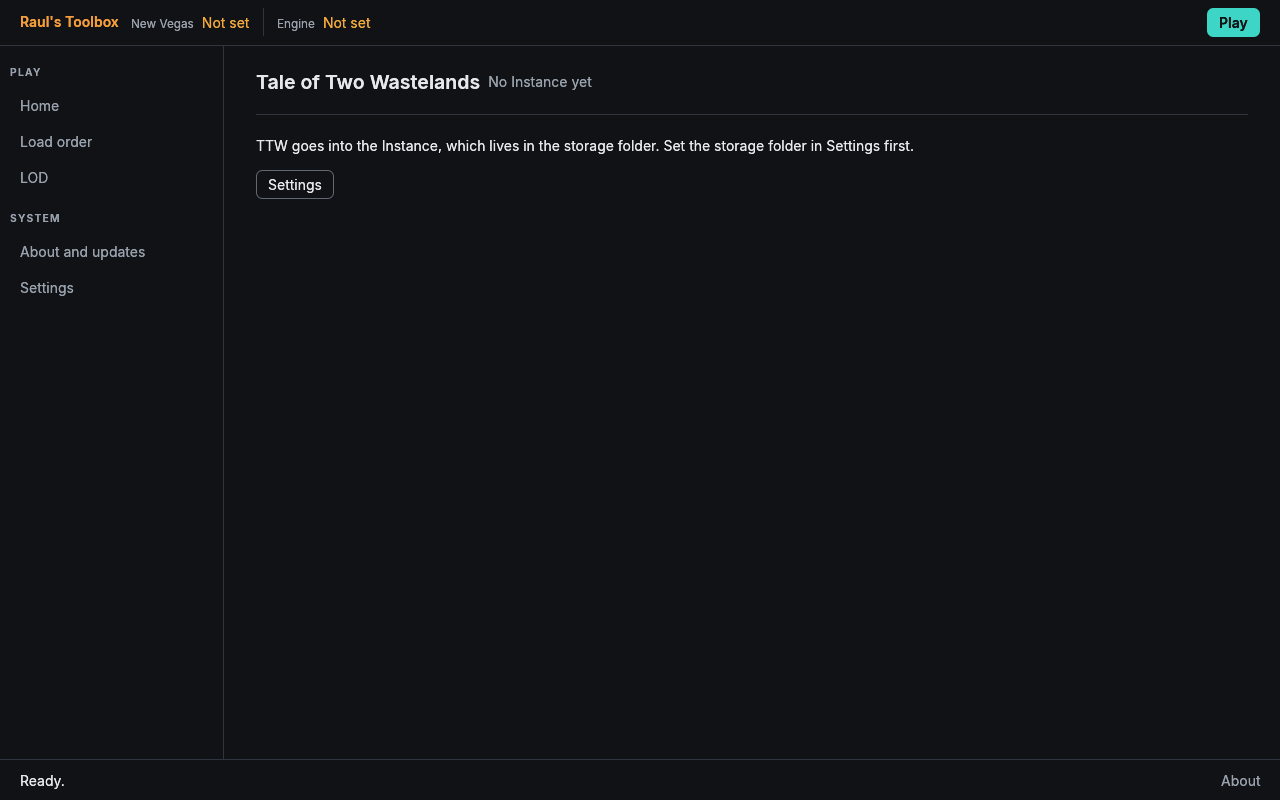 Raul's Toolbox New Vegas Not set Engine Not set Play
PLAY
Home
Load order
LOD
SYSTEM
About and updates
Settings
Tale of Two Wastelands No Instance yet
TTW goes into the Instance, which lives in the storage folder. Set the storage folder in Settings first.
Settings
Ready. About